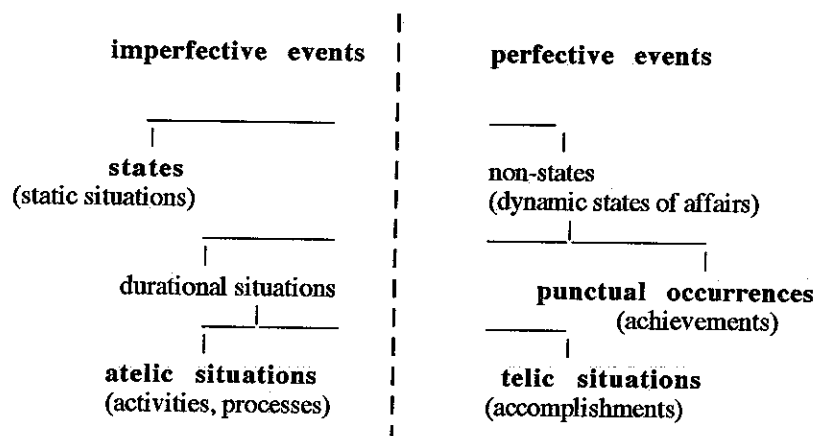 imperfective events
perfective events
states
(static situations)
non-states
(dynamic states of affairs)
durational situations
punctual occurrences
(achievements)
atelic situations
(activities, processes)
telic situations
(accomplishments)